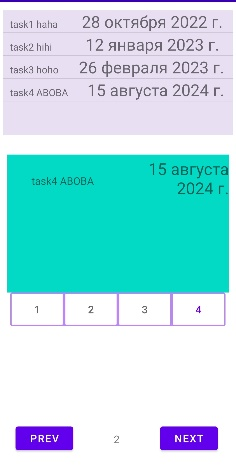 task1 haha 28 октября 2022 г.
task2 hihi 12 января 2023 г.
task3 hoho 26 февраля 2023 г.
task4 ABOBA 15 августа 2024 г.
task4 ABOBA 15 августа
2024 г.
1 2 3 4
PREV 2 NEXT